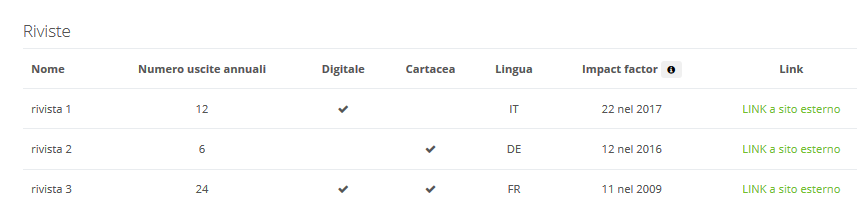 Riviste
Nome Numero uscite annuali Digitale Cartacea Lingua Impact factor Link
rivista 1 12 ✔ IT 22 nel 2017 LINK a sito esterno
rivista 2 6 ✔ DE 12 nel 2016 LINK a sito esterno
rivista 3 24 ✔ ✔ FR 11 nel 2009 LINK a sito esterno